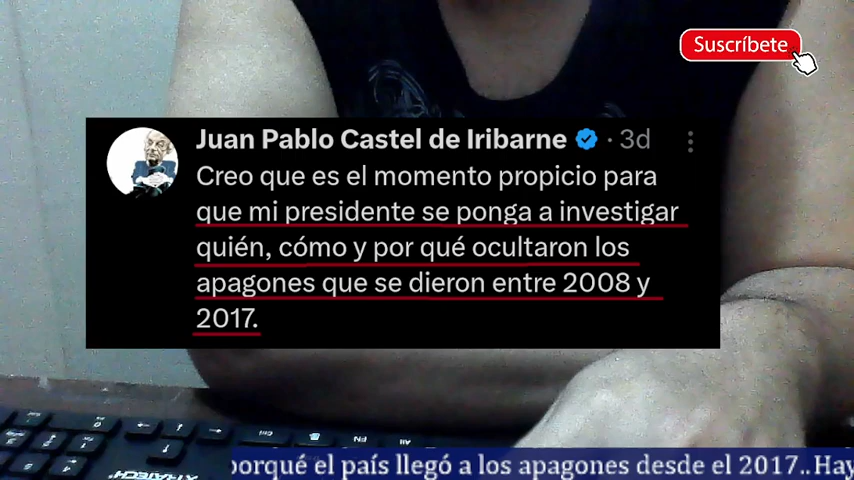 Suscríbete
Juan Pablo Castel de Iribarne · 3d
Creo que es el momento propicio para
que mi presidente se ponga a investigar
quién, cómo y por qué ocultaron los
apagones que se dieron entre 2008 y
2017.
porqué el país llegó a los apagones desde el 2017..Hay